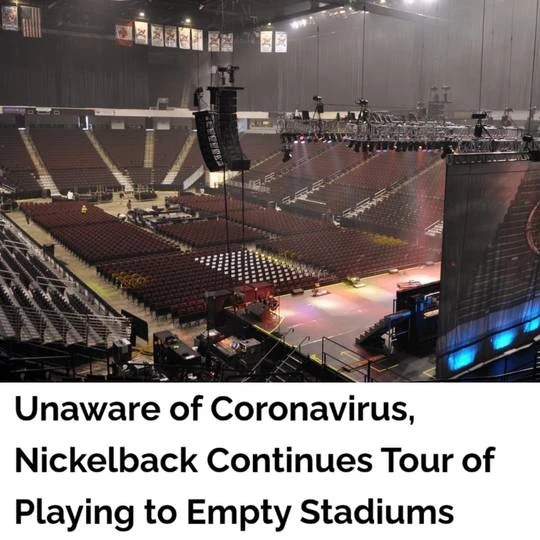 Unaware of Coronavirus,
Nickelback Continues Tour of
Playing to Empty Stadiums